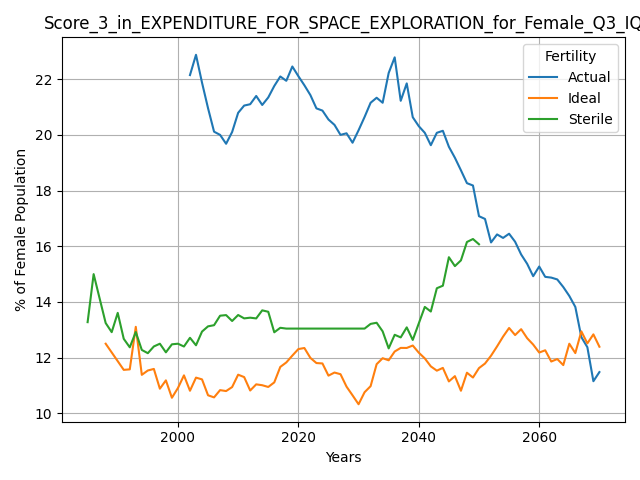 Score_3_in_EXPENDITURE_FOR_SPACE_EXPLORATION_for_Female_Q3_IQ
Fertility
Actual
Ideal
Sterile
% of Female Population
22
20
18
16
14
12
10
2000 2020 2040 2060
Years